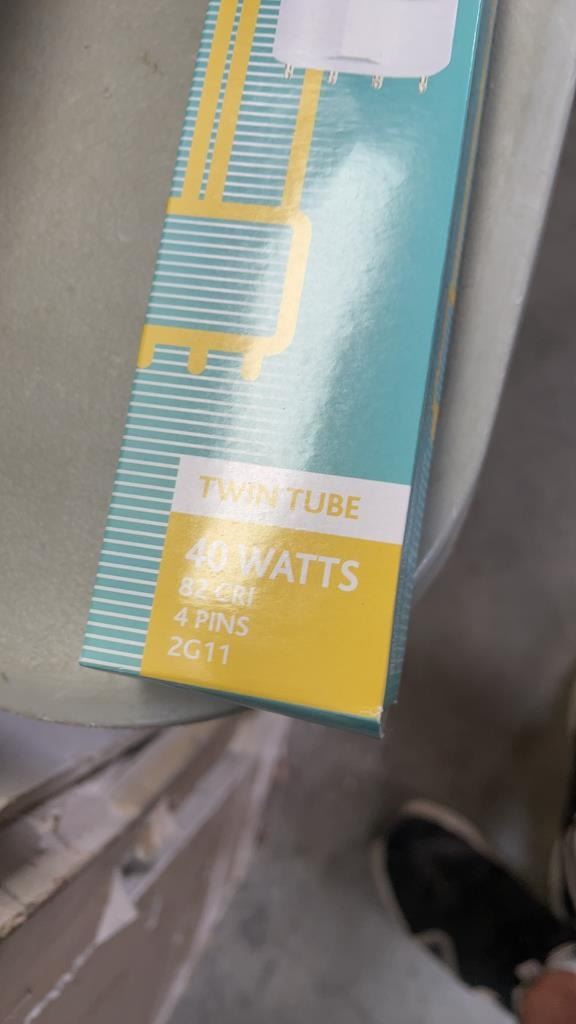 TWIN TUBE
40 WATTS
82 CRI
4 PINS
2G11